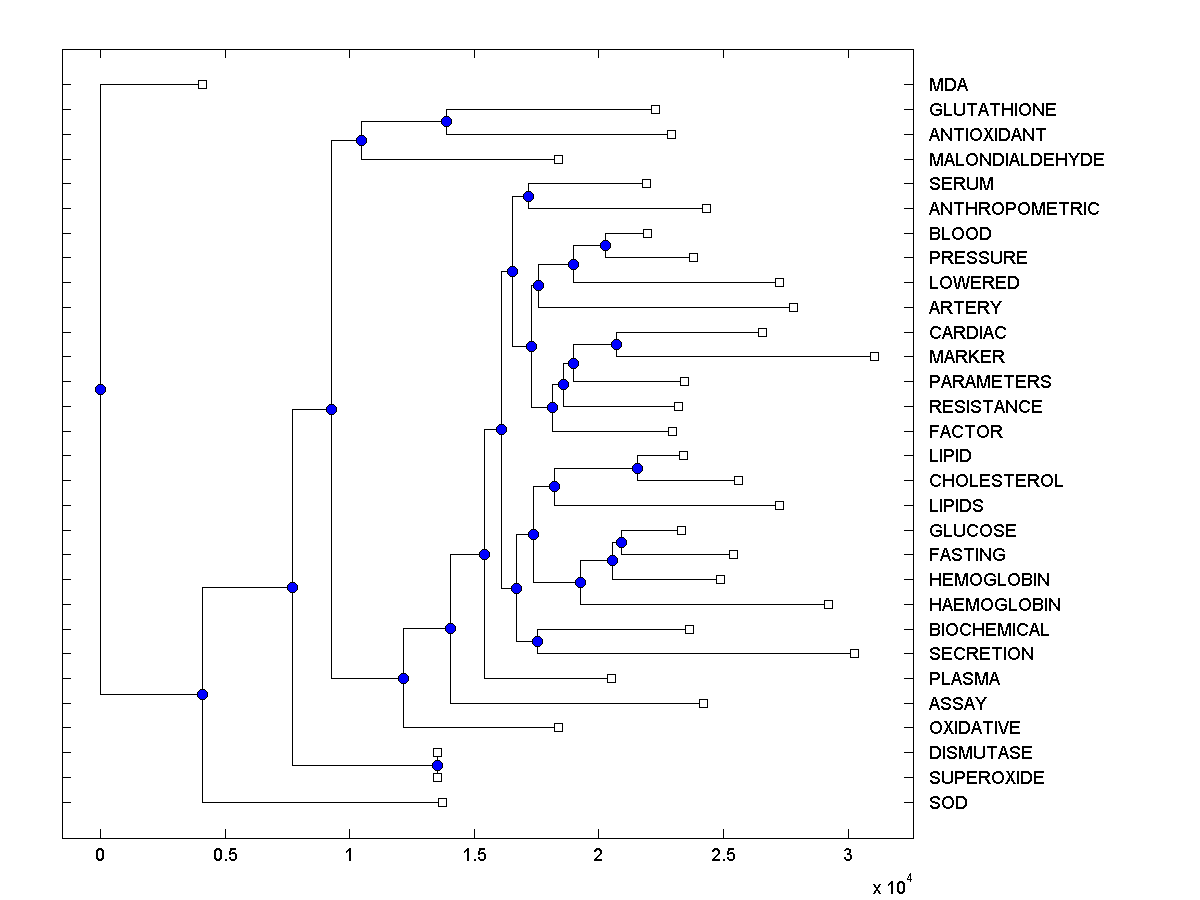 MDA
GLUTATHIONE
ANTIOXIDANT
MALONDIALDEHYDE
SERUM
ANTHROPOMETRIC
BLOOD
PRESSURE
LOWERED
ARTERY
CARDIAC
MARKER
PARAMETERS
RESISTANCE
FACTOR
LIPID
CHOLESTEROL
LIPIDS
GLUCOSE
FASTING
HEMOGLOBIN
HAEMOGLOBIN
BIOCHEMICAL
SECRETION
PLASMA
ASSAY
OXIDATIVE
DISMUTASE
SUPEROXIDE
SOD
0 0.5 1 1.5 2 2.5 3
x 10^4